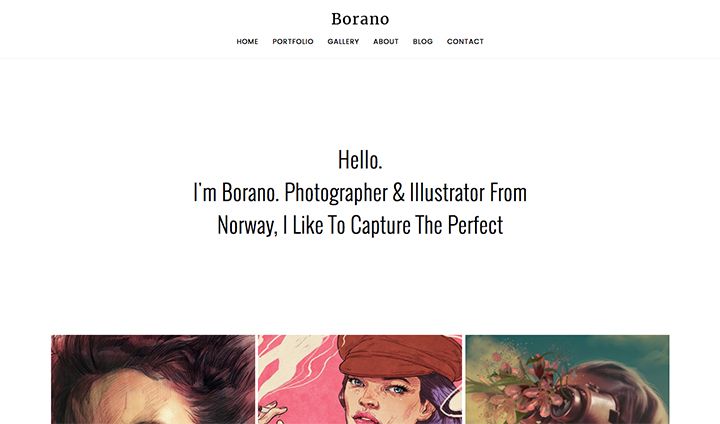 Borano
HOME PORTFOLIO GALLERY ABOUT BLOG CONTACT
Hello.
I'm Borano. Photographer & Illustrator From
Norway, I Like To Capture The Perfect